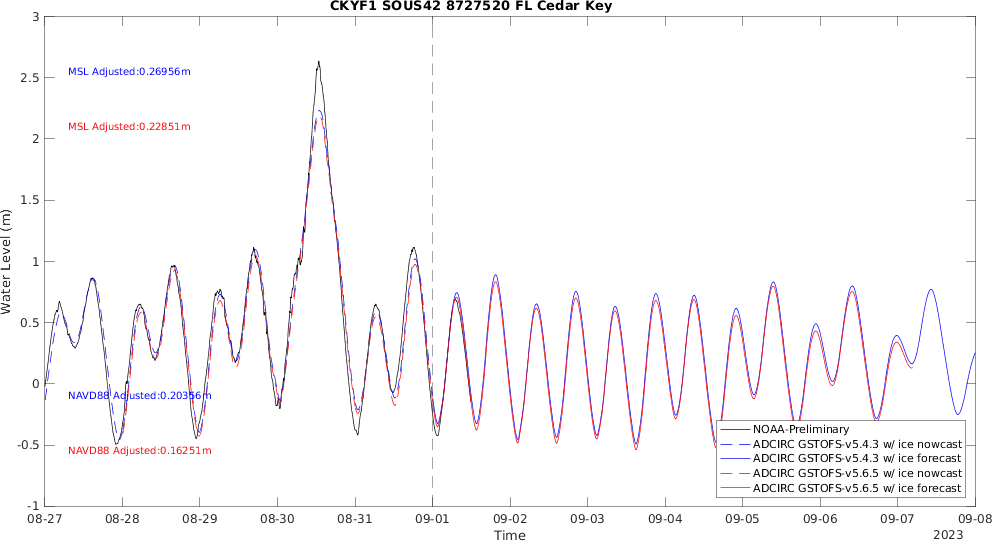 CKYF1 SOUS42 8727520 FL Cedar Key
3
2.5
2
1.5
1
0.5
0
-0.5
-1
Water Level (m)
MSL Adjusted:0.26956m
MSL Adjusted:0.22851m
NAVD88 Adjusted:0.20356m
NAVD88 Adjusted:0.16251m
NOAA-Preliminary
ADCIRC GSTOFS-v5.4.3 w/ ice nowcast
ADCIRC GSTOFS-v5.4.3 w/ ice forecast
ADCIRC GSTOFS-v5.6.5 w/ ice nowcast
ADCIRC GSTOFS-v5.6.5 w/ ice forecast
08-27 08-28 08-29 08-30 08-31 09-01 09-02 09-03 09-04 09-05 09-06 09-07 09-08
Time
2023